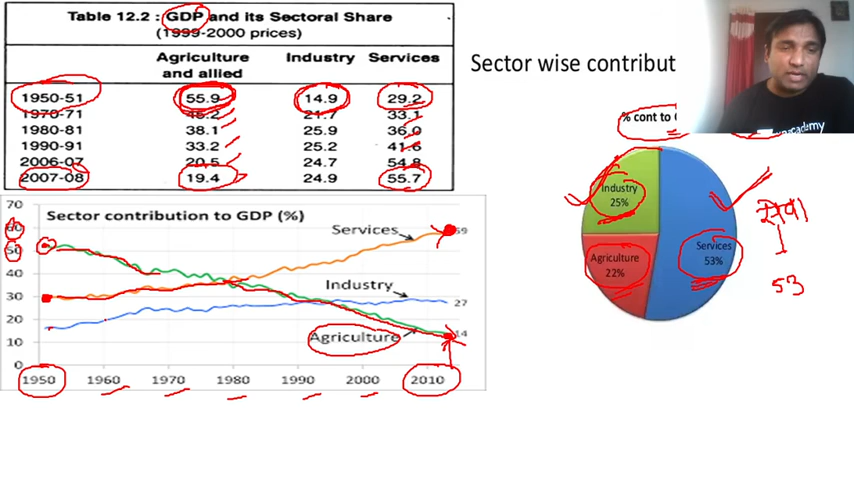 Table 12.2 : GDP and its Sectoral Share
(1999-2000 prices)
Agriculture and allied Industry Services
1950-51 55.9 14.9 29.2
1970-71 45.2 21.7 33.1
1980-81 38.1 25.9 36.0
1990-91 33.2 25.2 41.6
2006-07 20.5 24.7 54.8
2007-08 19.4 24.9 55.7
Sector wise contribut
% cont to
Industry
25%
Agriculture
22%
Services
53%
53
Sector contribution to GDP (%)
70
50
40
30
20
10
0
Services
59
Industry
27
Agriculture
14
1950 1960 1970 1980 1990 2000 2010